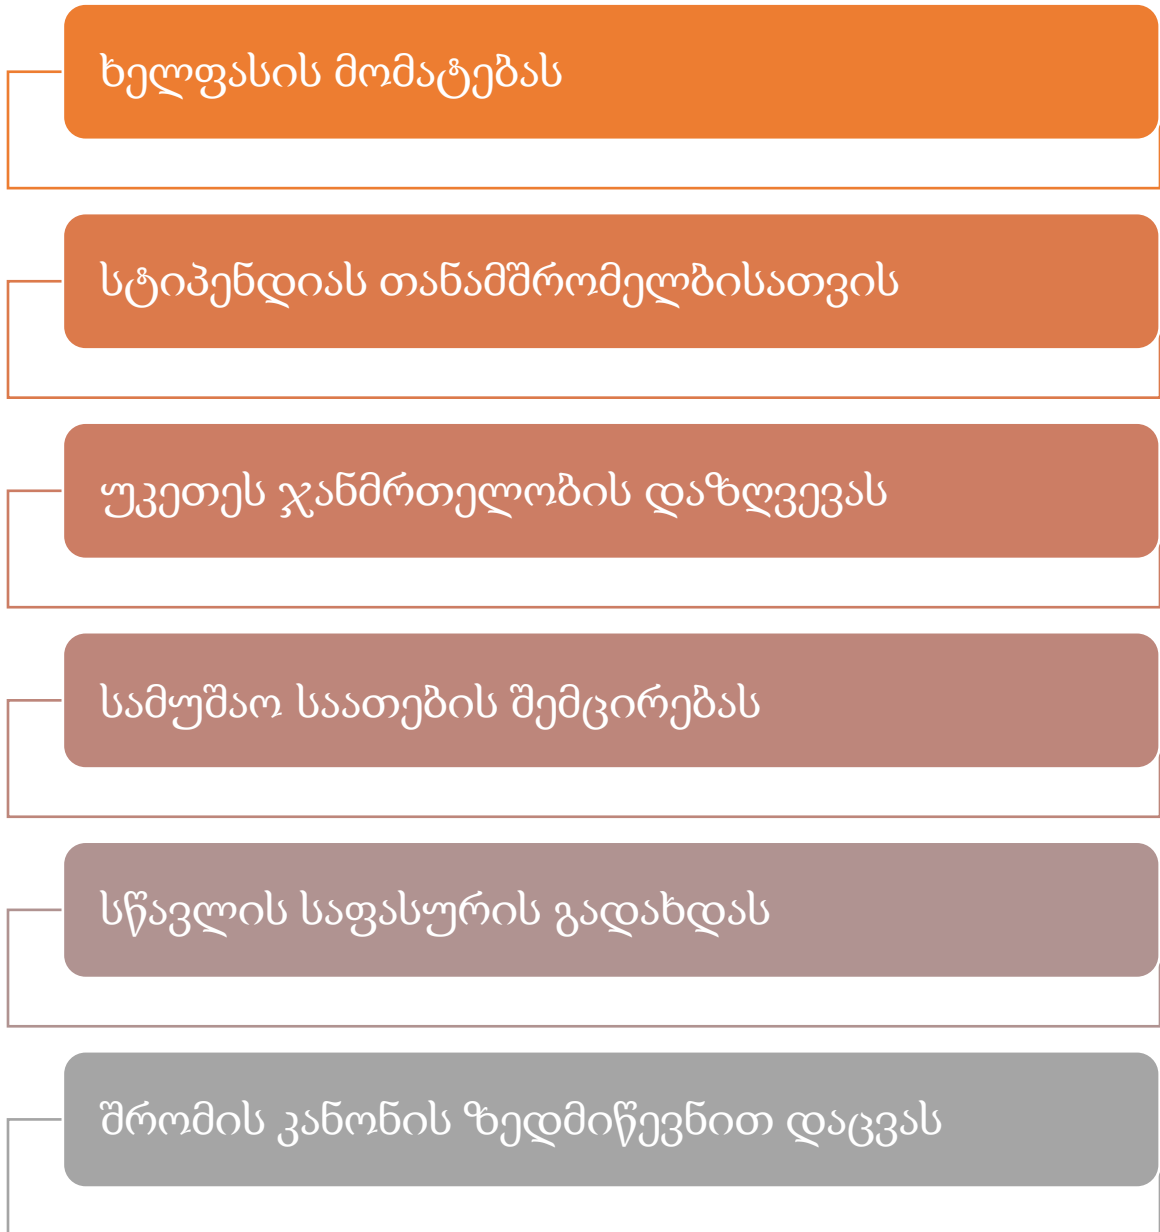 ხელფასის მომატებას
სტიპენდიას თანამშრომელბისათვის
უკეთეს ჯანმრთელობის დაზღვევას
სამუშაო საათების შემცირებას
სწავლის საფასურის გადახდას
შრომის კანონის ზედმიწევნით დაცვას